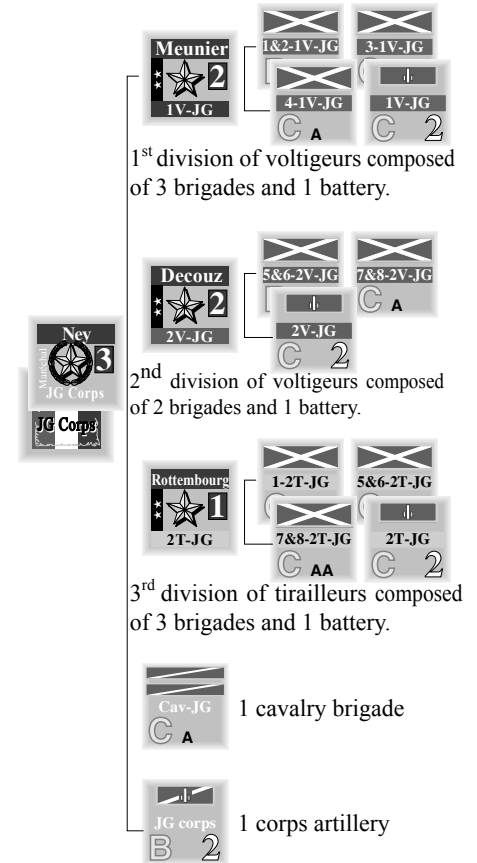 Meunier
2
1V-JG
1&2-1V-JG
3-1V-JG
C
4-1V-JG
C A
1V-JG
C 2
1st division of voltigeurs composed
of 3 brigades and 1 battery.
Decouz
2
2V-JG
5&6-2V-JG
7&8-2V-JG
C A
2V-JG
C 2
2nd division of voltigeurs composed
of 2 brigades and 1 battery.
Ney
Maréchal
3
JG Corps
JG Corps
Rottembourg
1
2T-JG
1-2T-JG
5&6-2T-JG
7&8-2T-JG
C AA
2T-JG
C 2
3rd division of tirailleurs composed
of 3 brigades and 1 battery.
Cav-JG
C A
1 cavalry brigade
JG corps
B 2
1 corps artillery